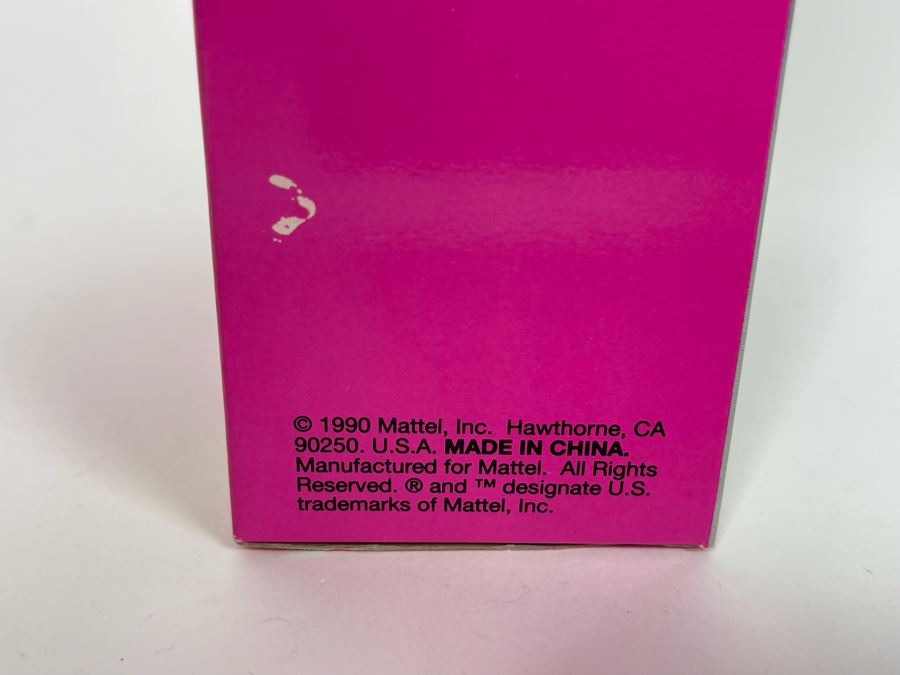 © 1990 Mattel, Inc. Hawthorne, CA
90250. U.S.A. MADE IN CHINA.
Manufactured for Mattel. All Rights
Reserved. ® and ™ designate U.S.
trademarks of Mattel, Inc.